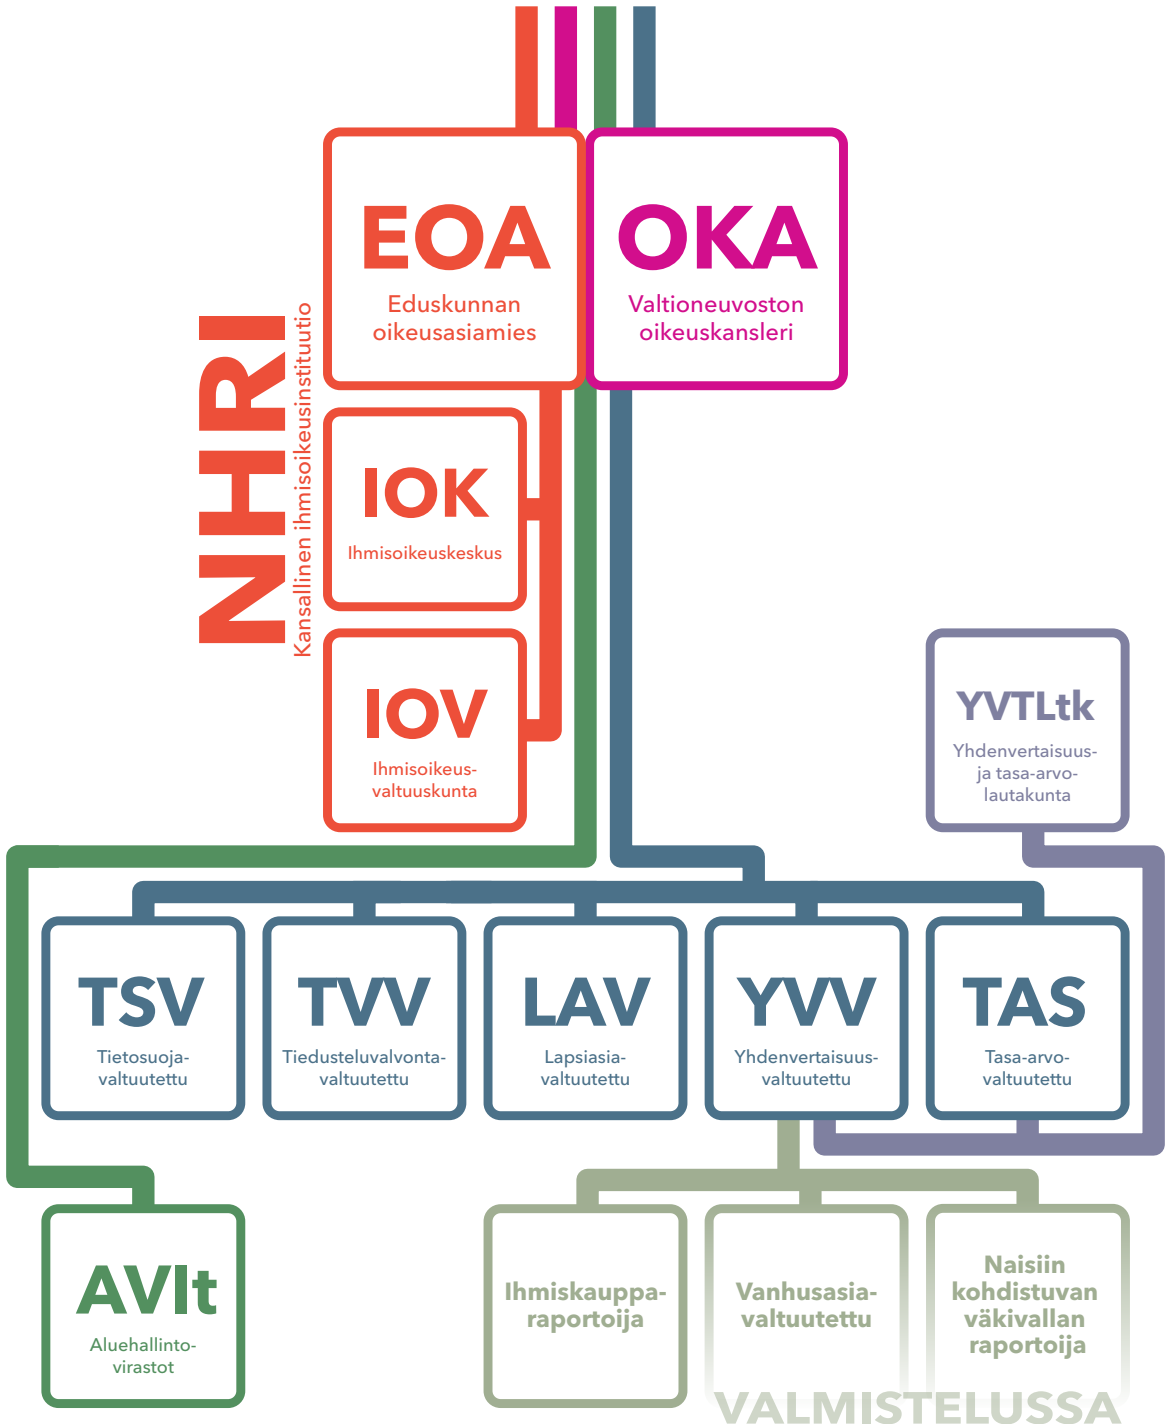 EOA
Eduskunnan
oikeusasiamies
OKA
Valtioneuvoston
oikeuskansleri
NHRI
Kansallinen ihmisoikeusinstituutio
IOK
Ihmisoikeuskeskus
IOV
Ihmisoikeus-
valtuuskunta
YVTLtk
Yhdenvertaisuus-
ja tasa-arvo-
lautakunta
TSV
Tietosuoja-
valtuutettu
TVV
Tiedusteluvalvonta-
valtuutettu
LAV
Lapsiasia-
valtuutettu
YVV
Yhdenvertaisuus-
valtuutettu
TAS
Tasa-arvo-
valtuutettu
AVIt
Aluehallinto-
virastot
Ihmiskauppa-
raportoija
Vanhusasia-
valtuutettu
Naisiin
kohdistuvan
väkivallan
raportoija
VALMISTELUSSA